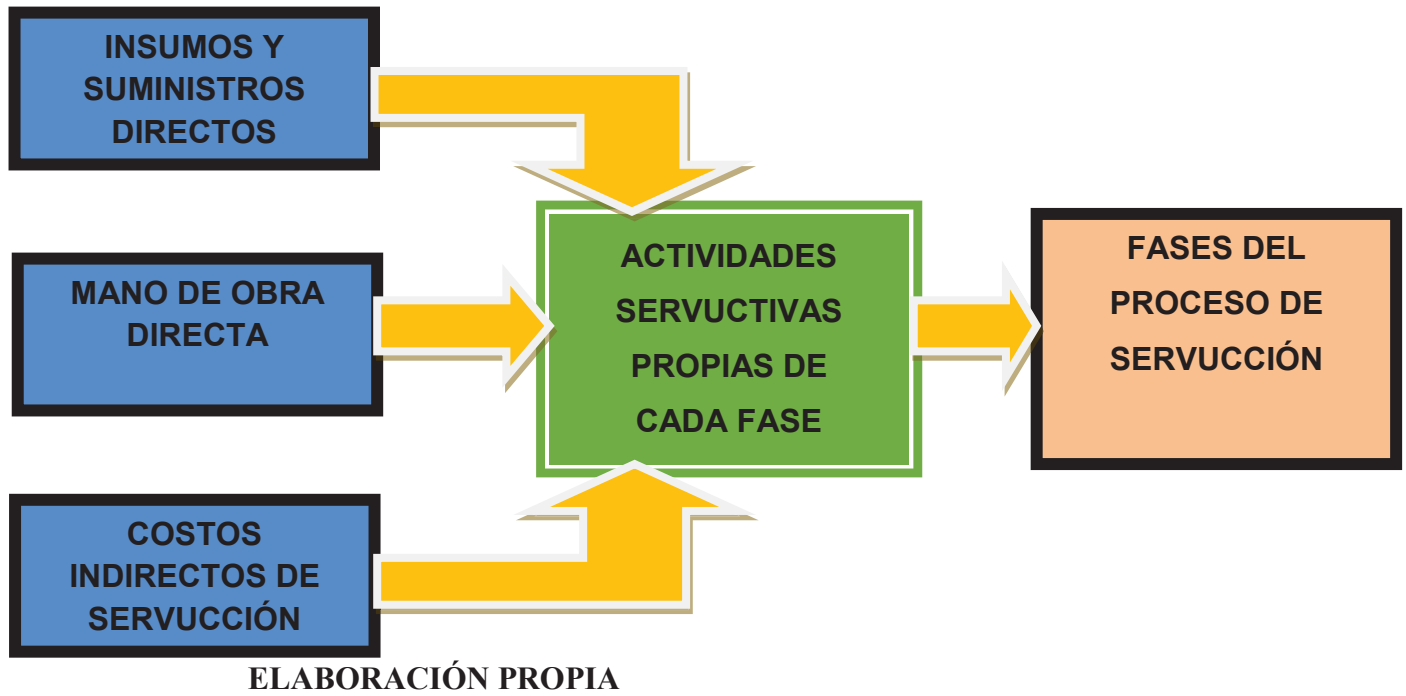 INSUMOS Y
SUMINISTROS
DIRECTOS
MANO DE OBRA
DIRECTA
COSTOS
INDIRECTOS DE
SERVUCCIÓN
ACTIVIDADES
SERVUCTIVAS
PROPIAS DE
CADA FASE
FASES DEL
PROCESO DE
SERVUCCIÓN
ELABORACIÓN PROPIA